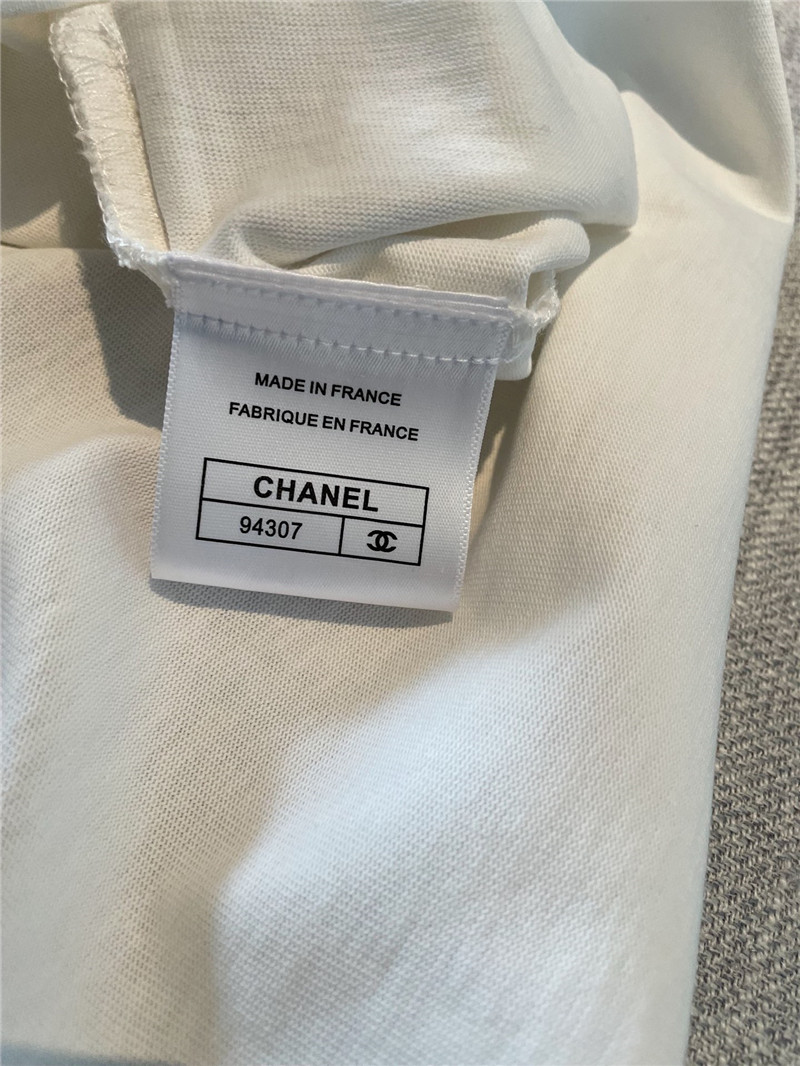 MADE IN FRANCE
FABRIQUE EN FRANCE
CHANEL
94307